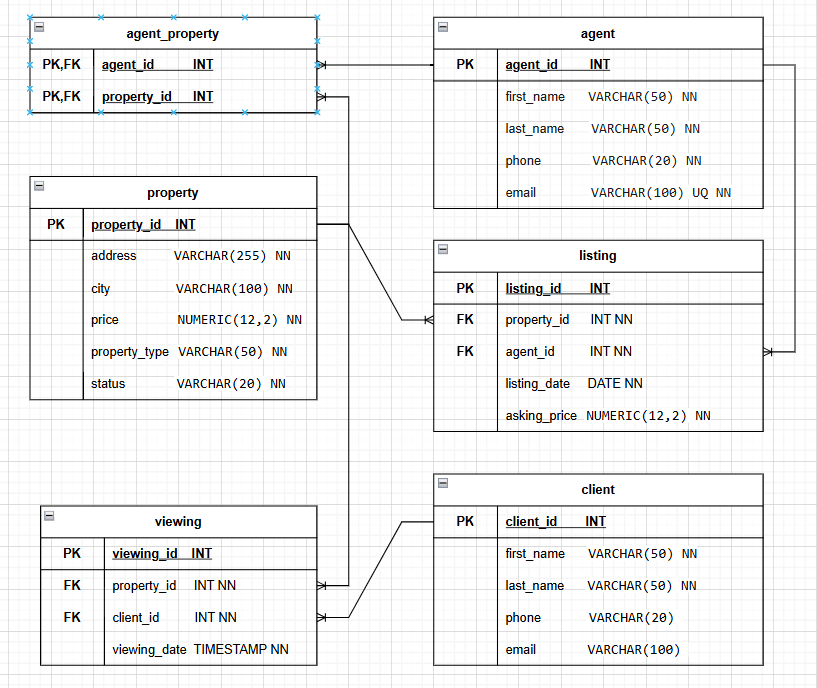 agent_property
PK,FK agent_id INT
PK,FK property_id INT
agent
PK agent_id INT
first_name VARCHAR(50) NN
last_name VARCHAR(50) NN
phone VARCHAR(20) NN
email VARCHAR(100) UQ NN
property
PK property_id INT
address VARCHAR(255) NN
city VARCHAR(100) NN
price NUMERIC(12,2) NN
property_type VARCHAR(50) NN
status VARCHAR(20) NN
listing
PK listing_id INT
FK property_id INT NN
FK agent_id INT NN
listing_date DATE NN
asking_price NUMERIC(12,2) NN
viewing
PK viewing_id INT
FK property_id INT NN
FK client_id INT NN
viewing_date TIMESTAMP NN
client
PK client_id INT
first_name VARCHAR(50) NN
last_name VARCHAR(50) NN
phone VARCHAR(20)
email VARCHAR(100)